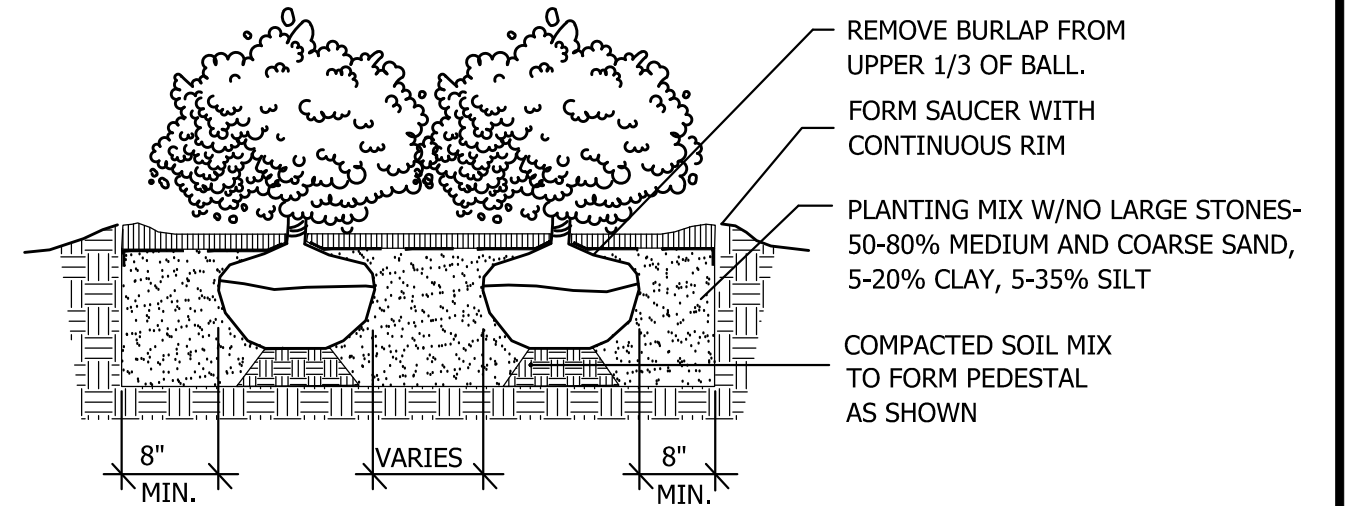 REMOVE BURLAP FROM
UPPER 1/3 OF BALL.
FORM SAUCER WITH
CONTINUOUS RIM
PLANTING MIX W/NO LARGE STONES-
50-80% MEDIUM AND COARSE SAND,
5-20% CLAY, 5-35% SILT
COMPACTED SOIL MIX
TO FORM PEDESTAL
AS SHOWN
8"
MIN.
VARIES
8"
MIN.